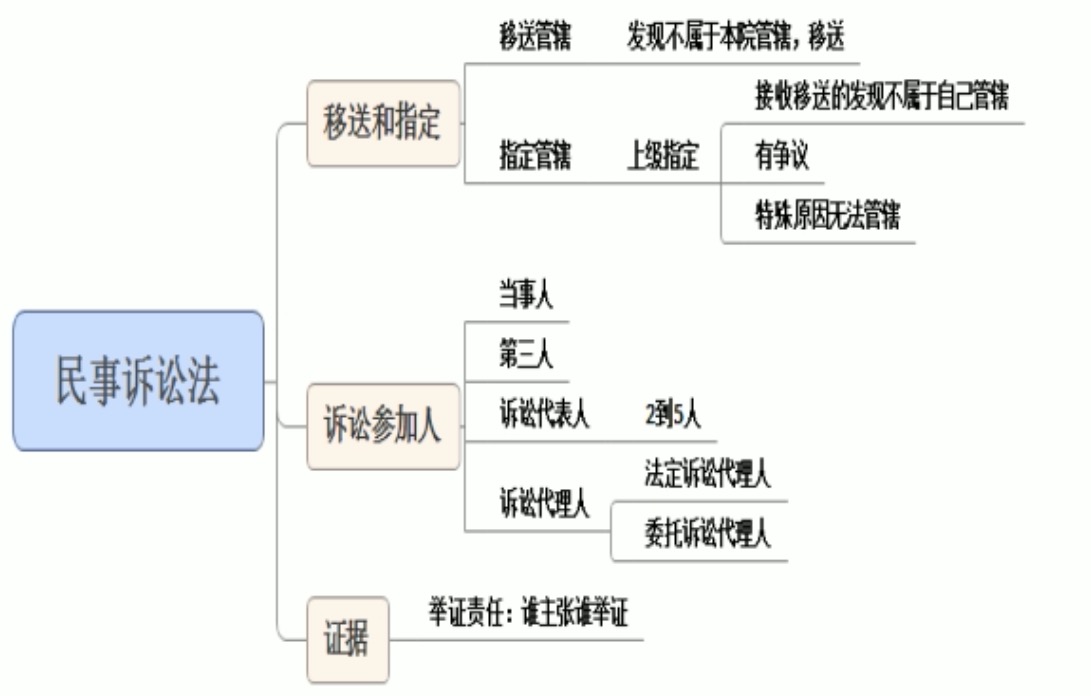 民事诉讼法
移送和指定
移送管辖
发现不属于本院管辖，移送
指定管辖
上级指定
接收移送的发现不属于自己管辖
有争议
特殊原因无法管辖
诉讼参加人
当事人
第三人
诉讼代表人
2到5人
诉讼代理人
法定诉讼代理人
委托诉讼代理人
证据
举证责任：谁主张谁举证